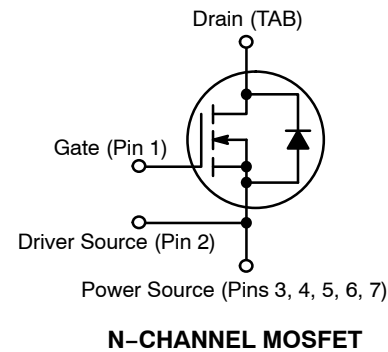 Drain (TAB)
Gate (Pin 1)
Driver Source (Pin 2)
Power Source (Pins 3, 4, 5, 6, 7)
N−CHANNEL MOSFET